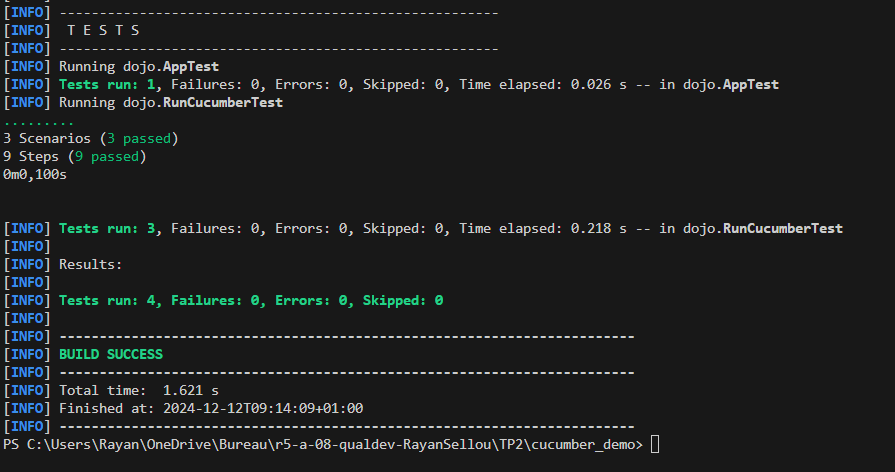 [INFO] -------------------------------------------------------
[INFO]  T E S T S
[INFO] -------------------------------------------------------
[INFO] Running dojo.AppTest
[INFO] Tests run: 1, Failures: 0, Errors: 0, Skipped: 0, Time elapsed: 0.026 s -- in dojo.AppTest
[INFO] Running dojo.RunCucumberTest
.........
3 Scenarios (3 passed)
9 Steps (9 passed)
0m0,100s
[INFO] Tests run: 3, Failures: 0, Errors: 0, Skipped: 0, Time elapsed: 0.218 s -- in dojo.RunCucumberTest
[INFO]
[INFO] Results:
[INFO]
[INFO] Tests run: 4, Failures: 0, Errors: 0, Skipped: 0
[INFO]
[INFO] ------------------------------------------------------------------------
[INFO] BUILD SUCCESS
[INFO] ------------------------------------------------------------------------
[INFO] Total time:  1.621 s
[INFO] Finished at: 2024-12-12T09:14:09+01:00
[INFO] ------------------------------------------------------------------------
PS C:\Users\Rayan\OneDrive\Bureau\r5-a-08-qualdev-RayanSellou\TP2\cucumber_demo>